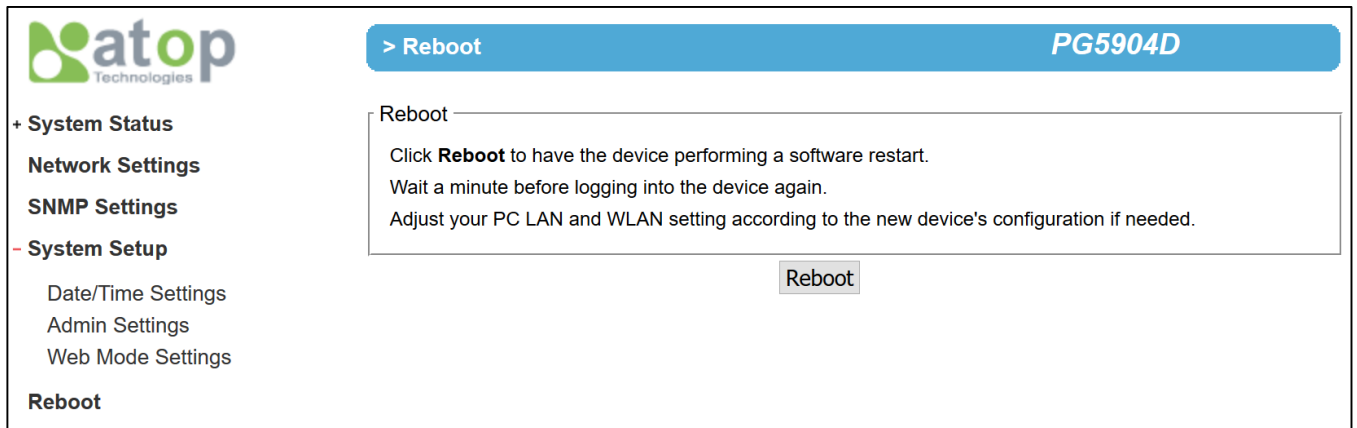 atop
Technologies
> Reboot
PG5904D
+ System Status
Network Settings
SNMP Settings
- System Setup
Date/Time Settings
Admin Settings
Web Mode Settings
Reboot
Reboot
Click Reboot to have the device performing a software restart.
Wait a minute before logging into the device again.
Adjust your PC LAN and WLAN setting according to the new device's configuration if needed.
Reboot